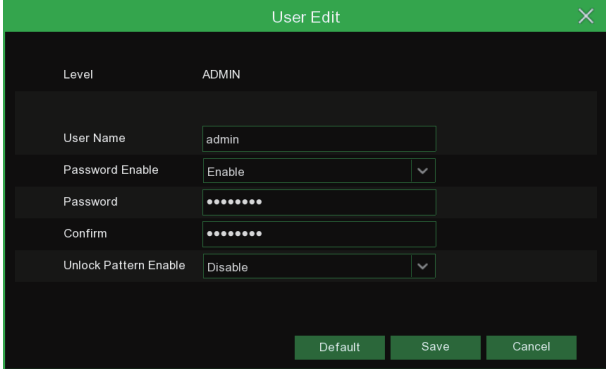 User Edit
Level ADMIN
User Name admin
Password Enable Enable
Password ••••••••
Confirm ••••••••
Unlock Pattern Enable Disable
Default Save Cancel